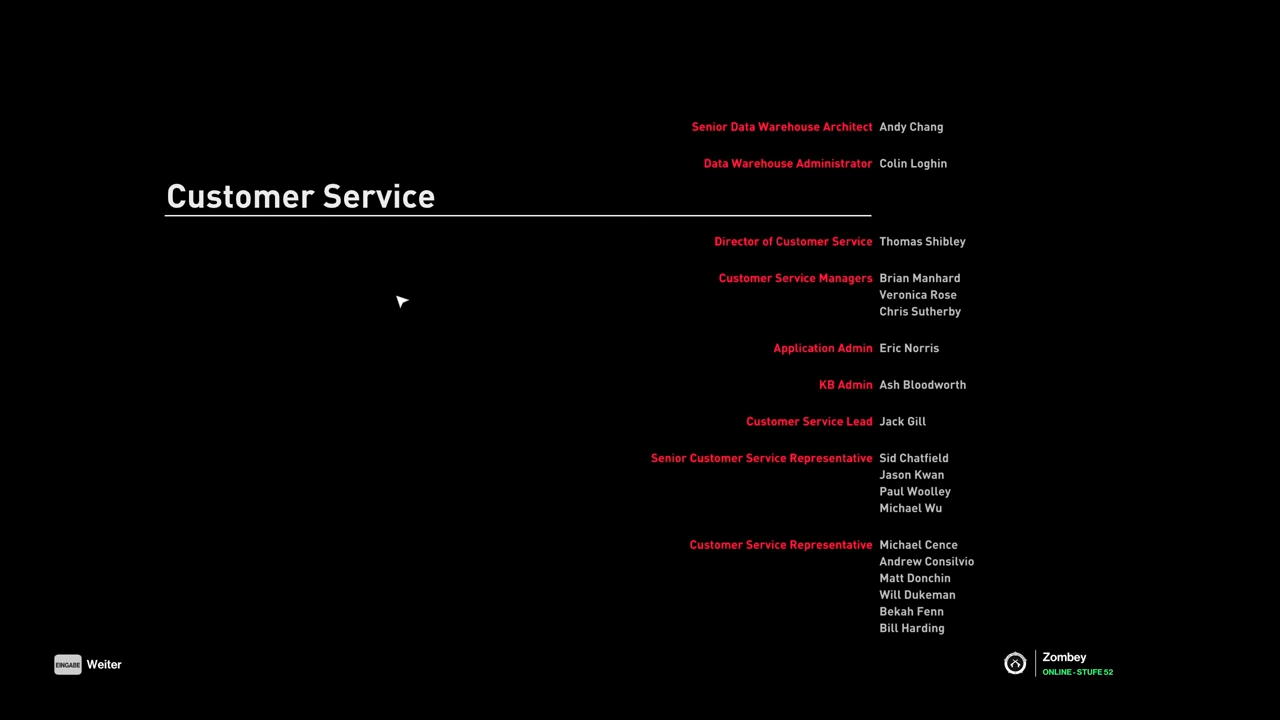 Senior Data Warehouse Architect Andy Chang
Data Warehouse Administrator Colin Loghin
Customer Service
Director of Customer Service Thomas Shibley
Customer Service Managers Brian Manhard
Veronica Rose
Chris Sutherby
Application Admin Eric Norris
KB Admin Ash Bloodworth
Customer Service Lead Jack Gill
Senior Customer Service Representative Sid Chatfield
Jason Kwan
Paul Woolley
Michael Wu
Customer Service Representative Michael Cence
Andrew Consilvio
Matt Donchin
Will Dukeman
Bekah Fenn
Bill Harding
EINGABE Weiter
Zombey
ONLINE - STUFE 52